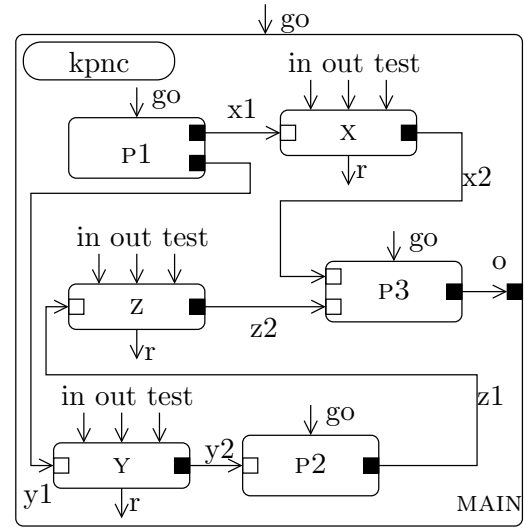 go
kpnc
in out test
go
x1
X
P1
r
x2
in out test
go
o
Z
P3
z2
r
in out test
go
z1
Y
y2
P2
y1
r
MAIN